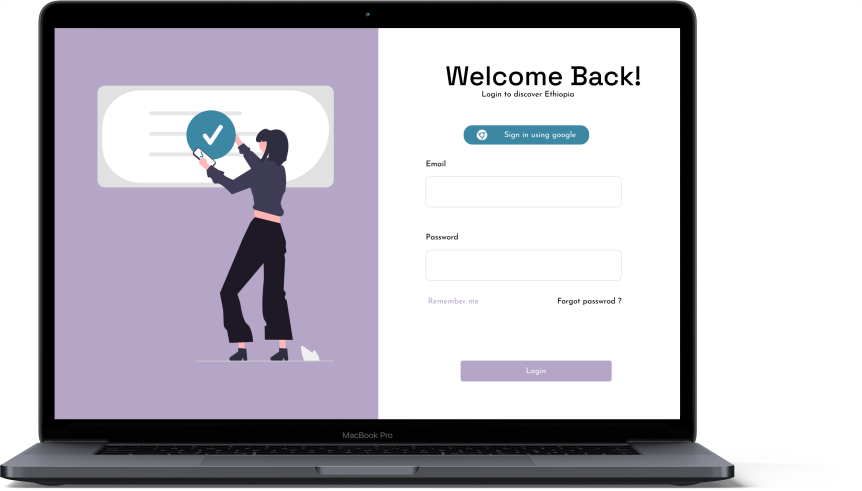 Welcome Back!
Login to discover Ethiopia
Sign in using google
Email
Password
Remember me
Forgot passwrod ?
Login
MacBook Pro